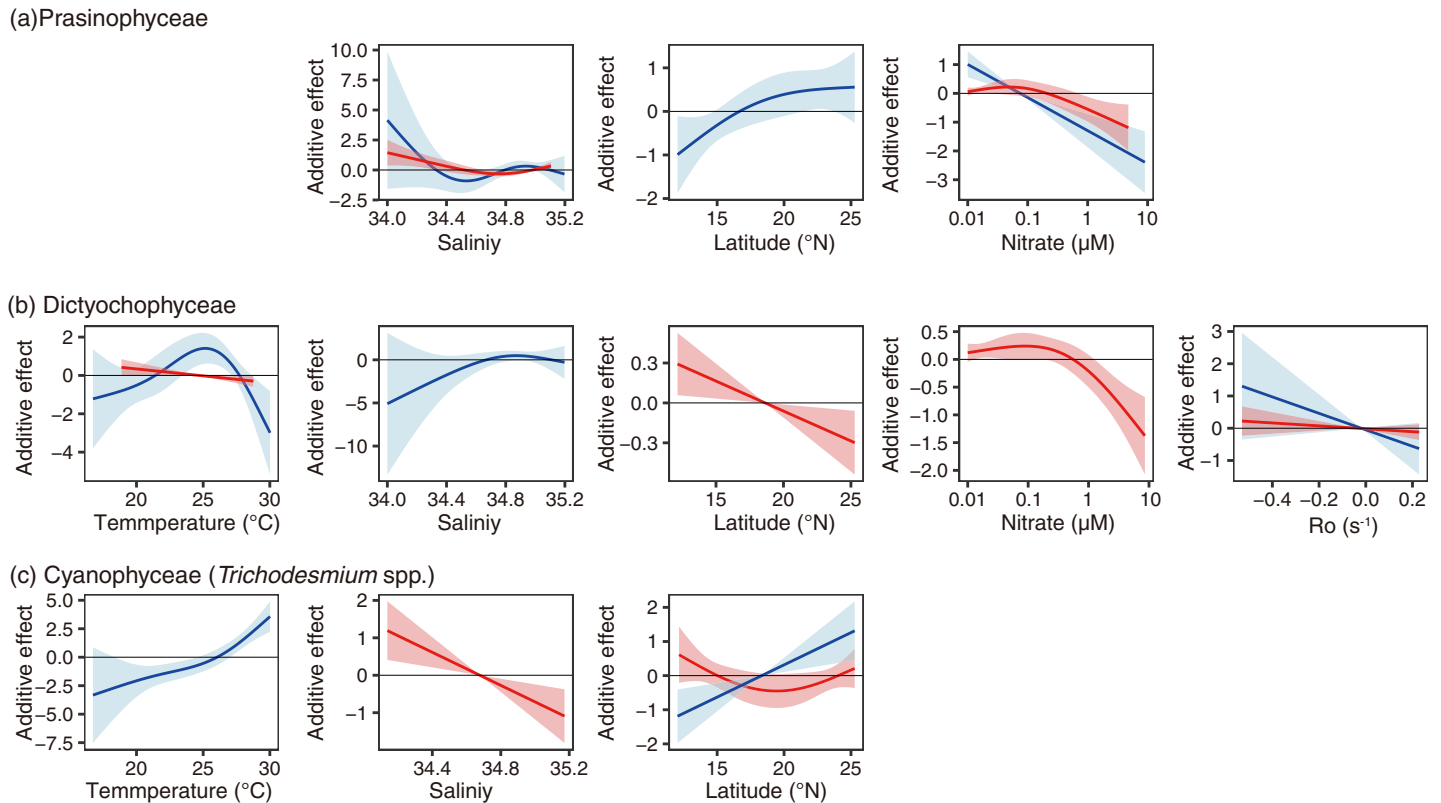 (a)Prasinophyceae
Additive effect
10.0
7.5
5.0
2.5
0.0
−2.5
34.0 34.4 34.8 35.2
Saliniy
Additive effect
1
0
−1
−2
15 20 25
Latitude (°N)
Additive effect
1
0
−1
−2
−3
0.01 0.1 1 10
Nitrate (µM)
(b) Dictyochophyceae
Additive effect
2
0
−2
−4
20 25 30
Temmperature (°C)
Additive effect
0
−5
−10
34.0 34.4 34.8 35.2
Saliniy
Additive effect
0.3
0.0
−0.3
15 20 25
Latitude (°N)
Additive effect
0.5
0.0
−0.5
−1.0
−1.5
−2.0
0.01 0.1 1 10
Nitrate (µM)
Additive effect
3
2
1
0
−1
−0.4 −0.2 0.0 0.2
Ro (s⁻¹)
(c) Cyanophyceae (Trichodesmium spp.)
Additive effect
5.0
2.5
0.0
−2.5
−5.0
−7.5
20 25 30
Temmperature (°C)
Additive effect
2
1
0
−1
34.4 34.8 35.2
Saliniy
Additive effect
2
1
0
−1
−2
15 20 25
Latitude (°N)